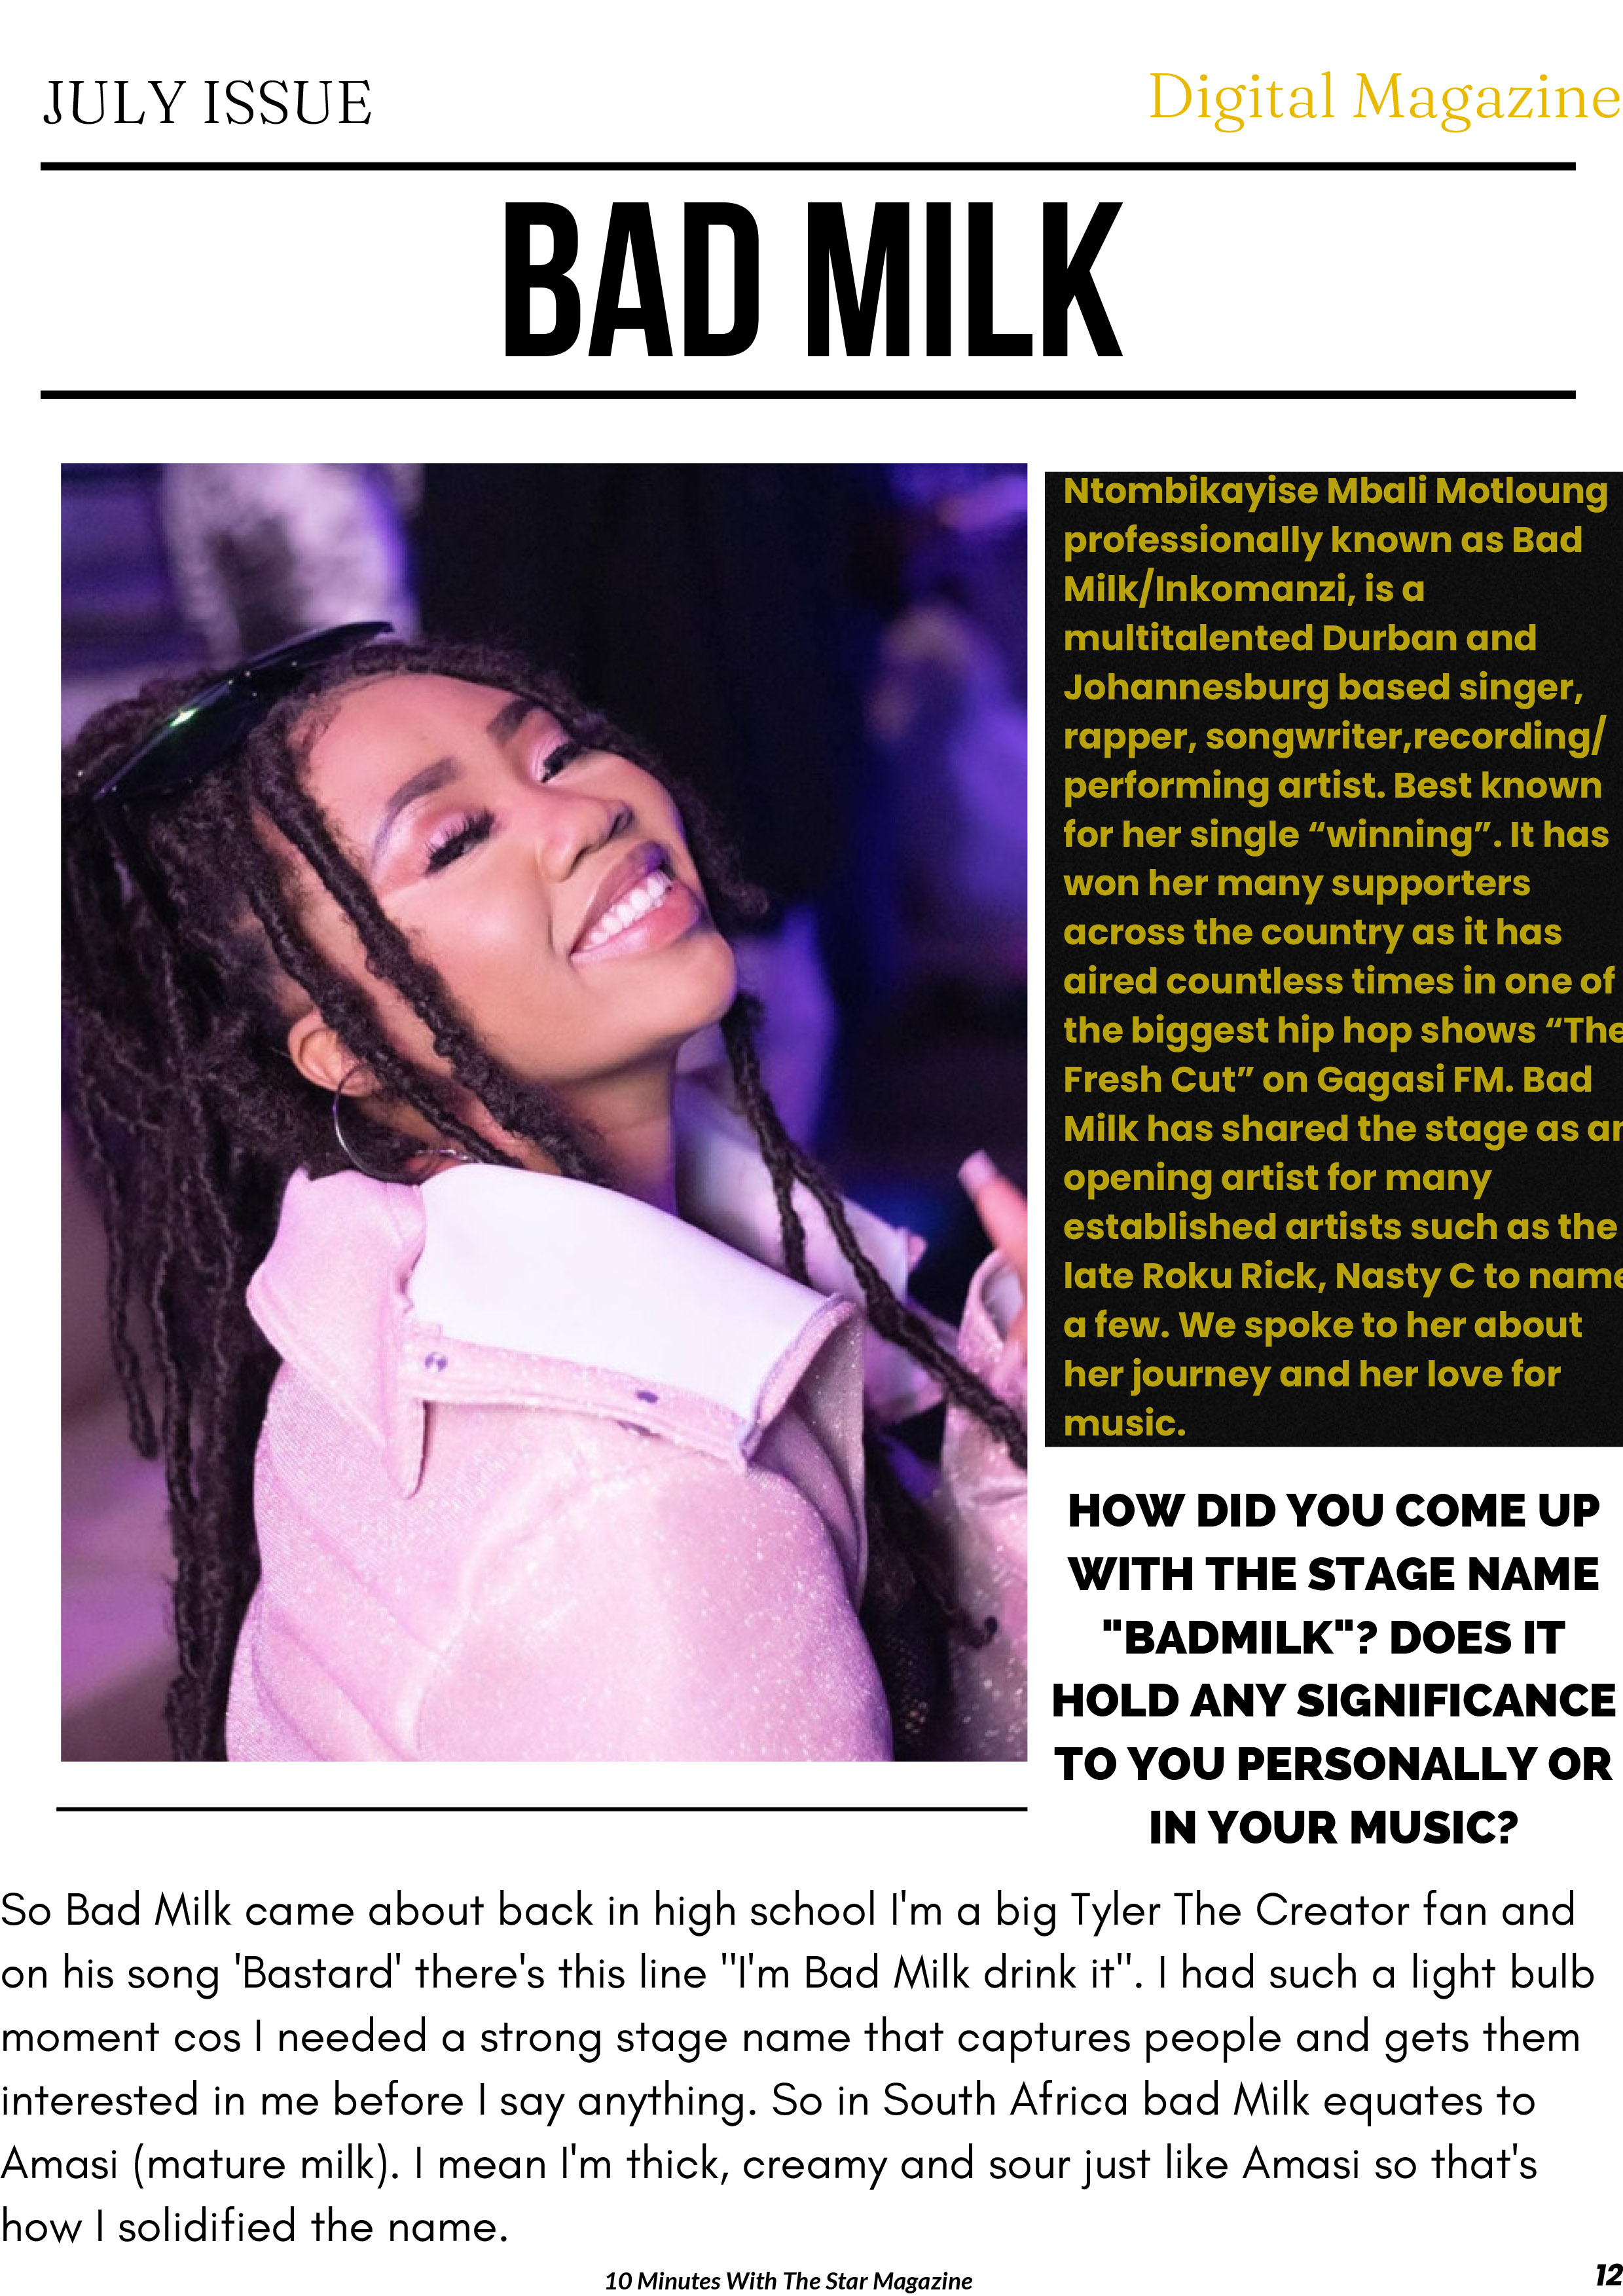 JULY ISSUE
Digital Magazine
BAD MILK
Ntombikayise Mbali Motloung
professionally known as Bad
Milk/Inkomanzi, is a
multitalented Durban and
Johannesburg based singer,
rapper, songwriter,recording/
performing artist. Best known
for her single “winning”. It has
won her many supporters
across the country as it has
aired countless times in one of
the biggest hip hop shows “The
Fresh Cut” on Gagasi FM. Bad
Milk has shared the stage as an
opening artist for many
established artists such as the
late Roku Rick, Nasty C to name
a few. We spoke to her about
her journey and her love for
music.
HOW DID YOU COME UP
WITH THE STAGE NAME
"BADMILK"? DOES IT
HOLD ANY SIGNIFICANCE
TO YOU PERSONALLY OR
IN YOUR MUSIC?
So Bad Milk came about back in high school I'm a big Tyler The Creator fan and
on his song 'Bastard' there's this line "I'm Bad Milk drink it". I had such a light bulb
moment cos I needed a strong stage name that captures people and gets them
interested in me before I say anything. So in South Africa bad Milk equates to
Amasi (mature milk). I mean I'm thick, creamy and sour just like Amasi so that's
how I solidified the name.
10 Minutes With The Star Magazine
12